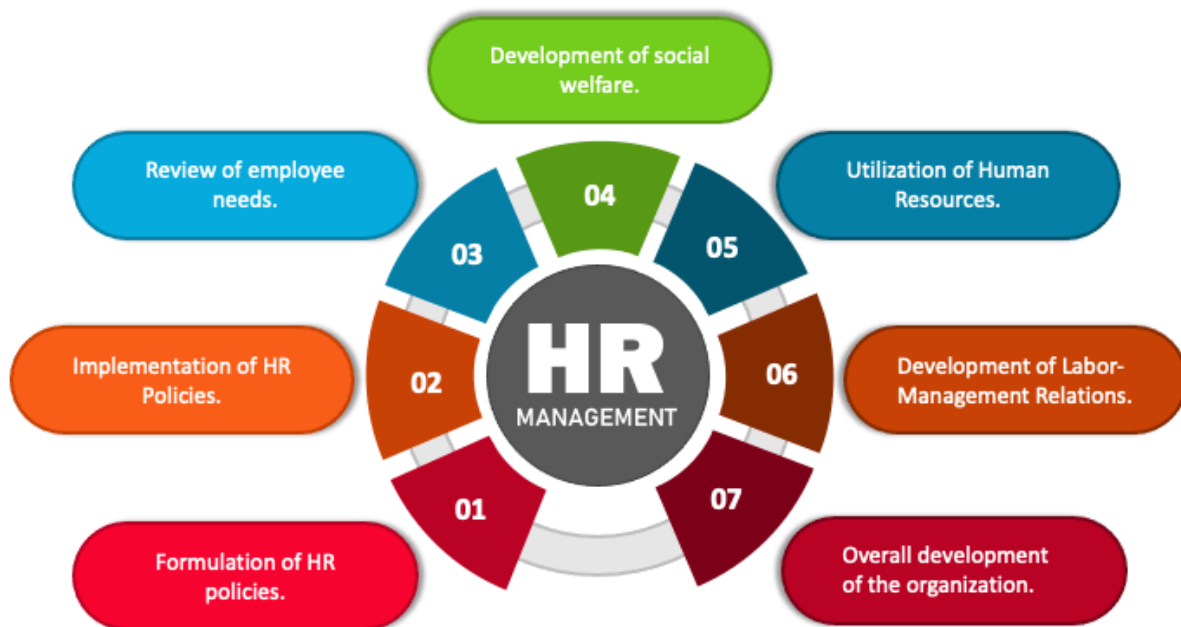 Development of social
welfare.
Review of employee
needs.
Utilization of Human
Resources.
04
03
05
Implementation of HR
Policies.
02
HR
MANAGEMENT
06
Development of Labor-
Management Relations.
01
07
Formulation of HR
policies.
Overall development
of the organization.